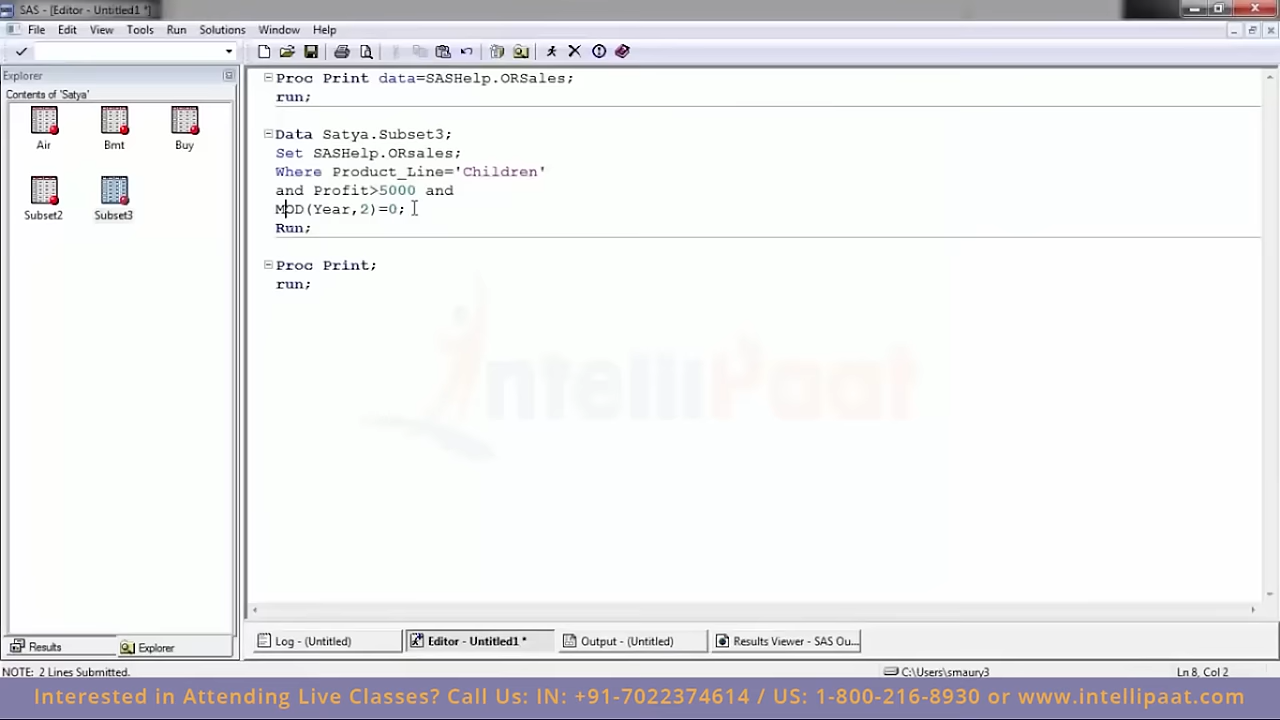 SAS - [Editor - Untitled1 *]
File Edit View Tools Run Solutions Window Help
Explorer
Contents of 'Satya'
Air Bmt Buy
Subset2 Subset3
Proc Print data=SASHelp.ORSales;
run;
Data Satya.Subset3;
Set SASHelp.ORsales;
Where Product_Line='Children'
and Profit>5000 and
MOD(Year,2)=0;
Run;
Proc Print;
run;
IntelliPaat
Results Explorer
Log - (Untitled) Editor - Untitled1 * Output - (Untitled) Results Viewer - SAS Ou...
NOTE: 2 Lines Submitted. C:\Users\smaury3 Ln 8, Col 2
Interested in Attending Live Classes? Call Us: IN: +91-7022374614 / US: 1-800-216-8930 or www.intellipaat.com